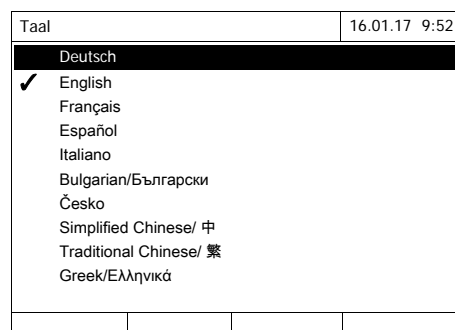 Taal 16.01.17 9:52
Deutsch
English
Français
Español
Italiano
Bulgarian/Български
Česko
Simplified Chinese/ 中
Traditional Chinese/ 繁
Greek/Ελληνικά